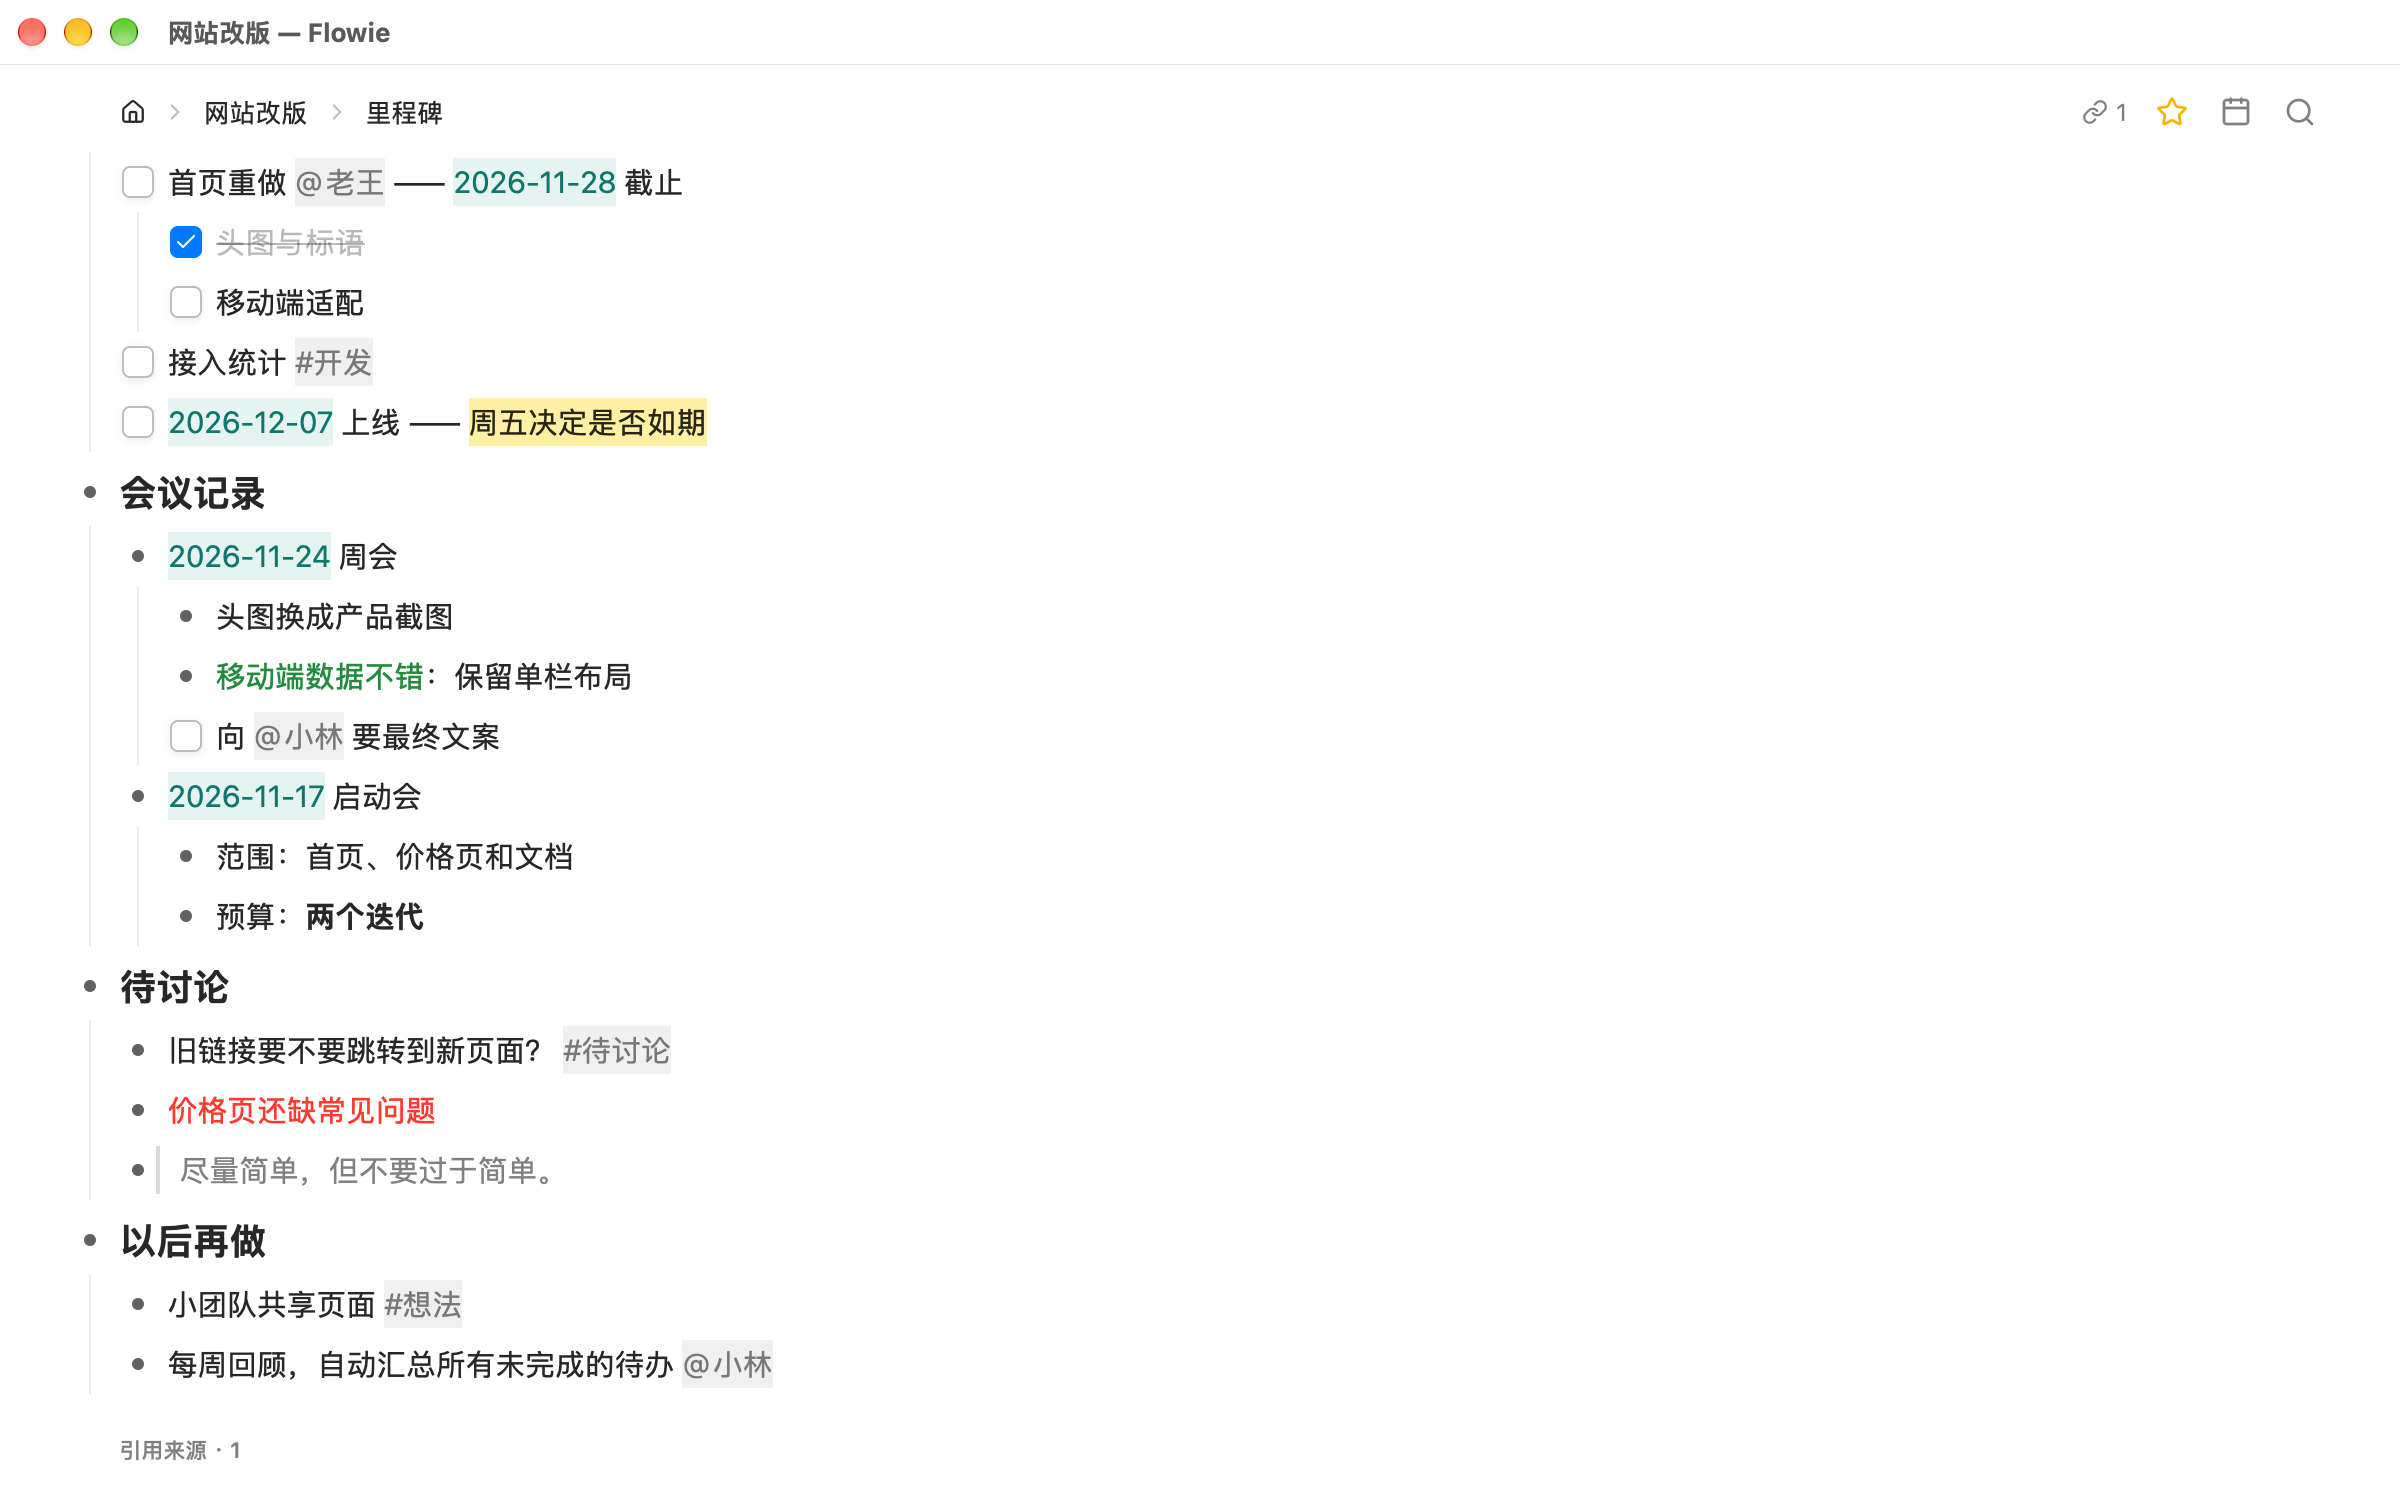 网站改版 — Flowie
网站改版 里程碑 1
首页重做 @老王 —— 2026-11-28 截止
头图与标语
移动端适配
接入统计 #开发
2026-12-07 上线 —— 周五决定是否如期
会议记录
2026-11-24 周会
头图换成产品截图
移动端数据不错：保留单栏布局
向 @小林 要最终文案
2026-11-17 启动会
范围：首页、价格页和文档
预算：两个迭代
待讨论
旧链接要不要跳转到新页面？ #待讨论
价格页还缺常见问题
尽量简单，但不要过于简单。
以后再做
小团队共享页面 #想法
每周回顾，自动汇总所有未完成的待办 @小林
引用来源 · 1